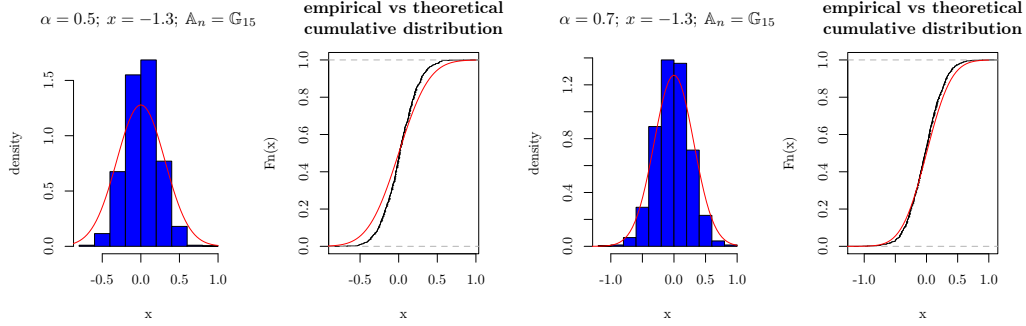 α = 0.5; x = −1.3; 𝔸n = 𝔾15
density
0.0
0.5
1.0
1.5
-0.5
0.0
0.5
1.0
x
empirical vs theoretical
cumulative distribution
Fn(x)
0.0
0.2
0.4
0.6
0.8
1.0
-0.5
0.0
0.5
1.0
x
α = 0.7; x = −1.3; 𝔸n = 𝔾15
density
0.0
0.4
0.8
1.2
-1.0
0.0
0.5
1.0
x
empirical vs theoretical
cumulative distribution
Fn(x)
0.0
0.2
0.4
0.6
0.8
1.0
-1.0
0.0
0.5
1.0
x